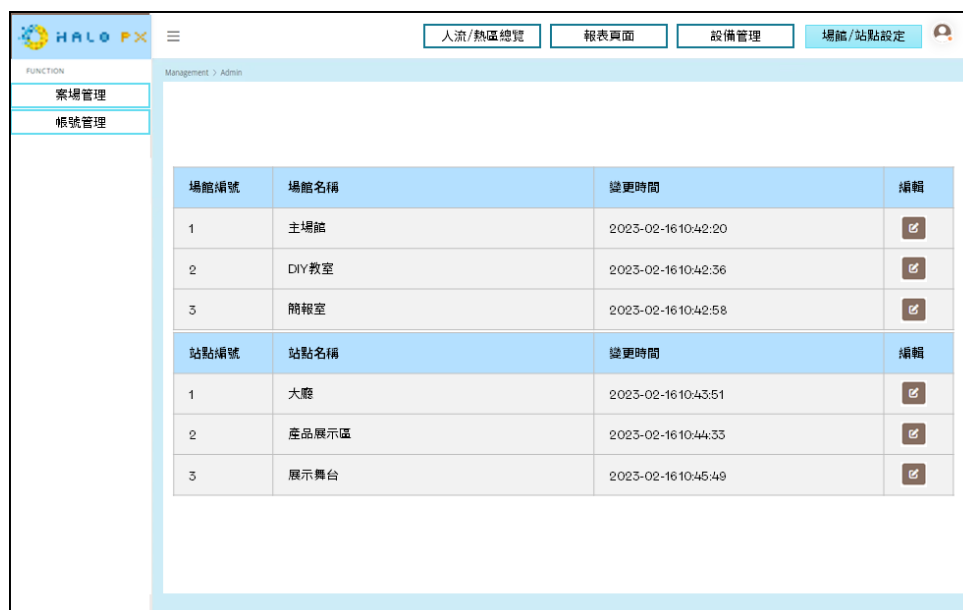 HALO PX
人流/熱區總覽 報表頁面 設備管理 場館/站點設定
FUNCTION
Management > Admin
案場管理
帳號管理
場館編號 場館名稱 變更時間 編輯
1 主場館 2023-02-1610:42:20
2 DIY教室 2023-02-1610:42:36
3 簡報室 2023-02-1610:42:58
站點編號 站點名稱 變更時間 編輯
1 大廳 2023-02-1610:43:51
2 產品展示區 2023-02-1610:44:33
3 展示舞台 2023-02-1610:45:49